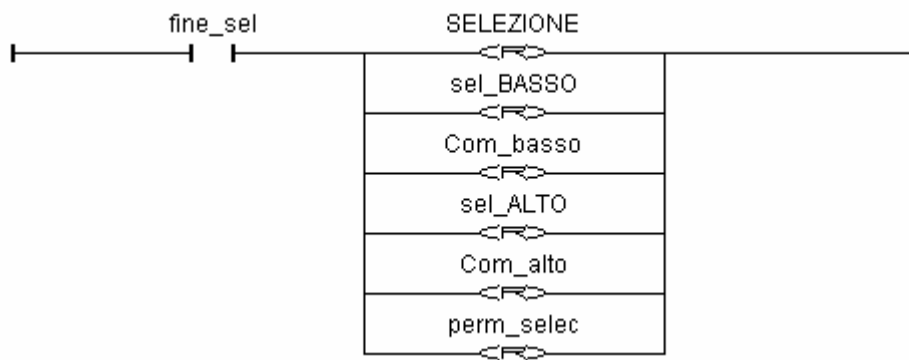 fine_sel SELEZIONE
R
sel_BASSO
R
Com_basso
R
sel_ALTO
R
Com_alto
R
perm_selec
R